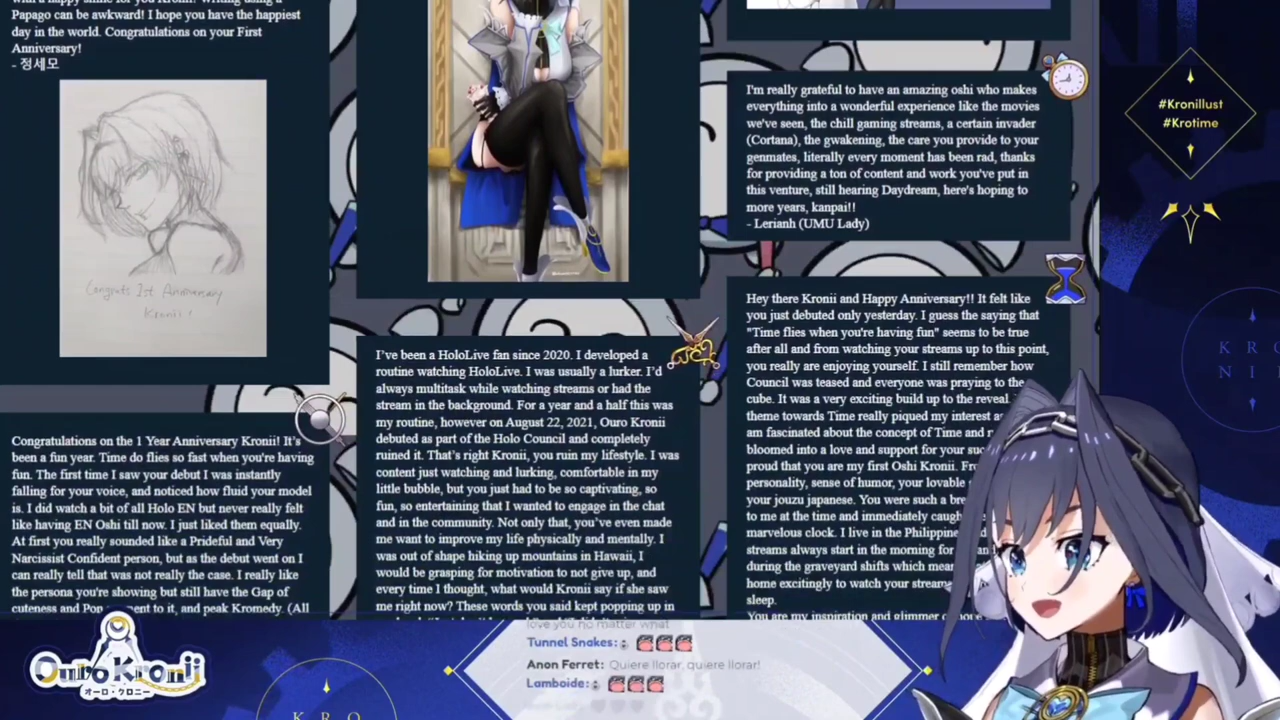 with a happy smile for you Kronii! Writing using a
Papago can be awkward! I hope you have the happiest
day in the world. Congratulations on your First
Anniversary!
- 정세모
Congrats 1st Anniversary
Kronii!
Congratulations on the 1 Year Anniversary Kronii! It's
been a fun year. Time do flies so fast when you're having
fun. The first time I saw your debut I was instantly
falling for your voice, and noticed how fluid your model
is. I did watch a bit of all Holo EN but never really felt
like having EN Oshi till now. I just liked them equally.
At first you really sounded like a Prideful and Very
Narcissist Confident person, but as the debut went on I
can really tell that was not really the case. I really like
the persona you're showing but still have the Gap of
cuteness and Pon ment to it, and peak Kromedy. (All
I've been a HoloLive fan since 2020. I developed a
routine watching HoloLive. I was usually a lurker. I'd
always multitask while watching streams or had the
stream in the background. For a year and a half this was
my routine, however on August 22, 2021, Ouro Kronii
debuted as part of the Holo Council and completely
ruined it. That's right Kronii, you ruin my lifestyle. I was
content just watching and lurking, comfortable in my
little bubble, but you just had to be so captivating, so
fun, so entertaining that I wanted to engage in the chat
and in the community. Not only that, you've even made
me want to improve my life physically and mentally. I
was out of shape hiking up mountains in Hawaii, I
would be grasping for motivation to not give up, and
every time I thought, what would Kronii say if she saw
me right now? These words you said kept popping up in
I'm really grateful to have an amazing oshi who makes
everything into a wonderful experience like the movies
we've seen, the chill gaming streams, a certain invader
(Cortana), the gwakening, the care you provide to your
genmates, literally every moment has been rad, thanks
for providing a ton of content and work you've put in
this venture, still hearing Daydream, here's hoping to
more years, kanpai!!
- Lerianh (UMU Lady)
Hey there Kronii and Happy Anniversary!! It felt like
you just debuted only yesterday. I guess the saying that
"Time flies when you're having fun" seems to be true
after all and from watching your streams up to this point,
you really are enjoying yourself. I still remember how
Council was teased and everyone was praying to the
cube. It was a very exciting build up to the reveal.
theme towards Time really piqued my interest as
am fascinated about the concept of Time and
bloomed into a love and support for your
proud that you are my first Oshi Kronii.
personality, sense of humor, your lovable
your jouzu japanese. You were such a
to me at the time and immediately caught
marvelous clock. I live in the Philippine
streams always start in the morning for
during the graveyard shifts which
home excitingly to watch your
sleep.
You are my inspiration and glimmer
#Kronillust
#Krotime
KRO
NII
Ouro Kronii
オーロ・クロニー
KRO
love you no matter what
Tunnel Snakes:
Anon Ferret: Quiere llorar, quiere llorar!
Lamboide: